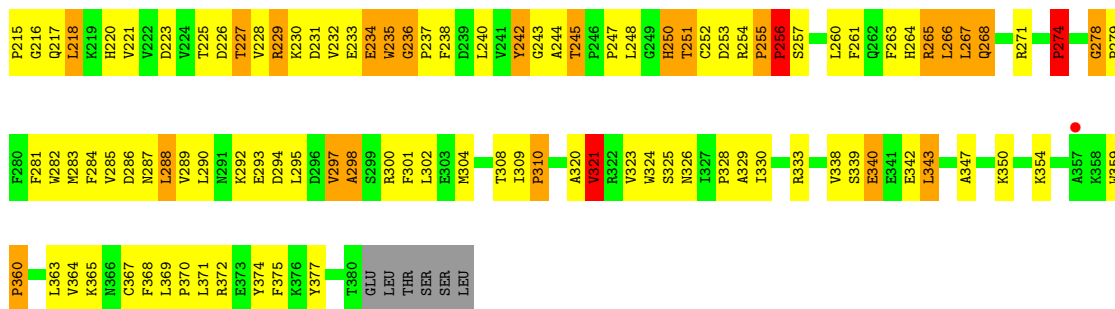 P215 G216 Q217 L218 K219 H220 V221 V222 D223 V224 T225 D226 T227 V228 R229 K230 D231 V232 E233 E234 W235 G236 P237 F238 D239 L240 V241 Y242 G243 A244 T245 P246 P247 L248 G249 H250 T251 C252 D253 R254 P255 P256 S257 L260 F261 Q262 F263 H264 R265 L266 L267 Q268 R271 P274 G278
F280 F281 W282 M283 F284 V285 D286 N287 L288 V289 L290 N291 K292 E293 D294 L295 D296 V297 A298 S299 R300 F301 L302 E303 M304 T308 I309 P310 A320 V321 R322 V323 W324 S325 N326 I327 P328 A329 I330 R333 V338 S339 E340 E341 E342 L343 A347 K350 K354 A357 K358 W359
P360 L363 V364 K365 N366 C367 F368 L369 P370 L371 R372 E373 Y374 F375 K376 Y377 T380 GLU LEU THR SER SER LEU